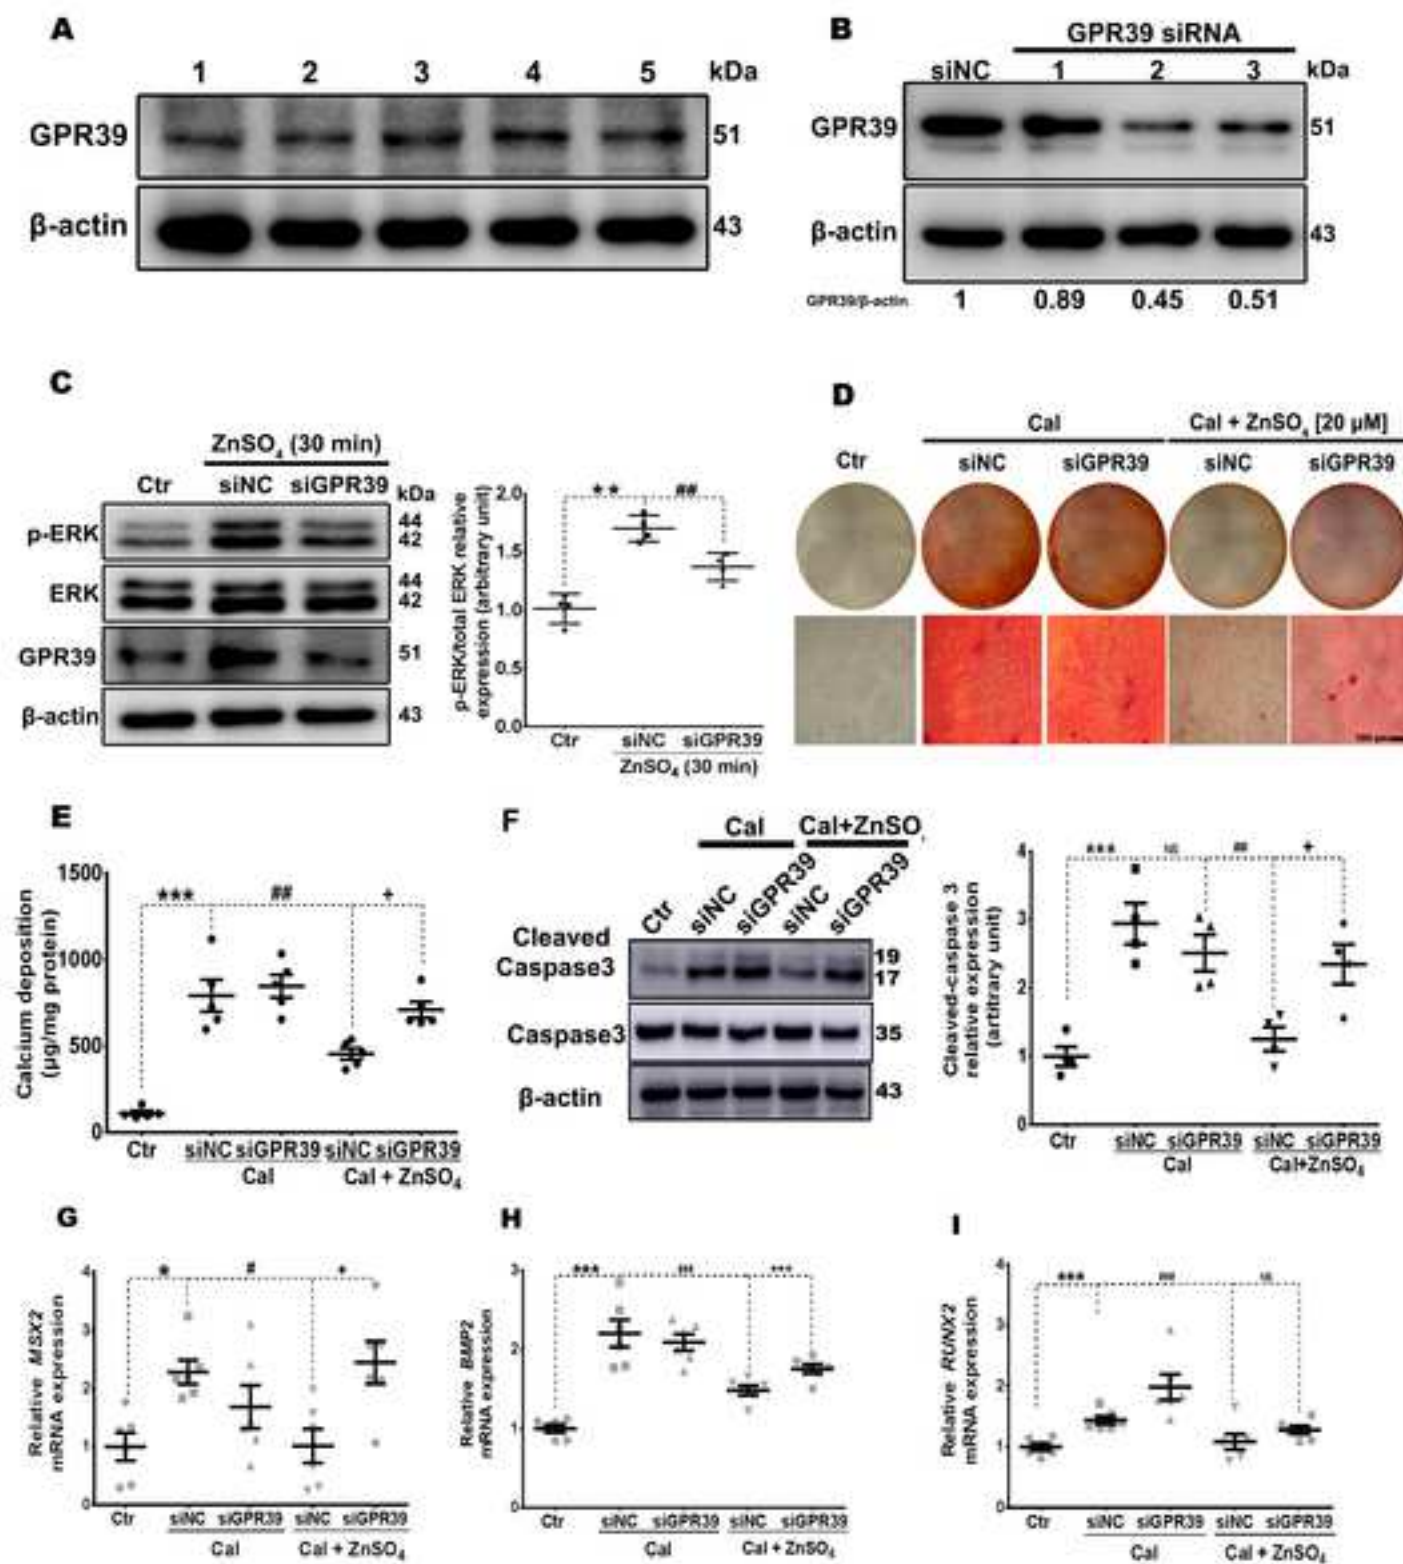 A
1 2 3 4 5 kDa
GPR39 51
β-actin 43
B
GPR39 siRNA
siNC 1 2 3 kDa
GPR39 51
β-actin 43
GPR39/β-actin 1 0.89 0.45 0.51
C
ZnSO4 (30 min)
Ctr siNC siGPR39 kDa
p-ERK 44
42
ERK 44
42
GPR39 51
β-actin 43
p-ERK/total ERK relative
expression (arbitrary unit)
2.0
1.5
1.0
0.5
0.0
** ##
Ctr siNC siGPR39
ZnSO4 (30 min)
D
Cal Cal + ZnSO4 [20 μM]
Ctr siNC siGPR39 siNC siGPR39
E
Calcium deposition
(μg/mg protein)
1500
1000
500
0
*** ## +
Ctr siNC siGPR39 siNC siGPR39
Cal Cal + ZnSO4
F
Cal Cal+ZnSO
Ctr siNC siGPR39 siNC siGPR39
Cleaved
Caspase3 19
17
Caspase3 35
β-actin 43
Cleaved-caspase 3
relative expression
(artitrary unit)
4
3
2
1
0
*** ## +
Ctr siNC siGPR39 siNC siGPR39
Cal Cal+ZnSO4
G
Relative MSX2
mRNA expression
4
3
2
1
0
* # +
Ctr siNC siGPR39 siNC siGPR39
Cal Cal + ZnSO4
H
Relative BMP2
mRNA expression
3
2
1
0
*** +++
Ctr siNC siGPR39 siNC siGPR39
Cal Cal + ZnSO4
I
Relative RUNX2
mRNA expression
4
3
2
1
0
***
Ctr siNC siGPR39 siNC siGPR39
Cal Cal + ZnSO4